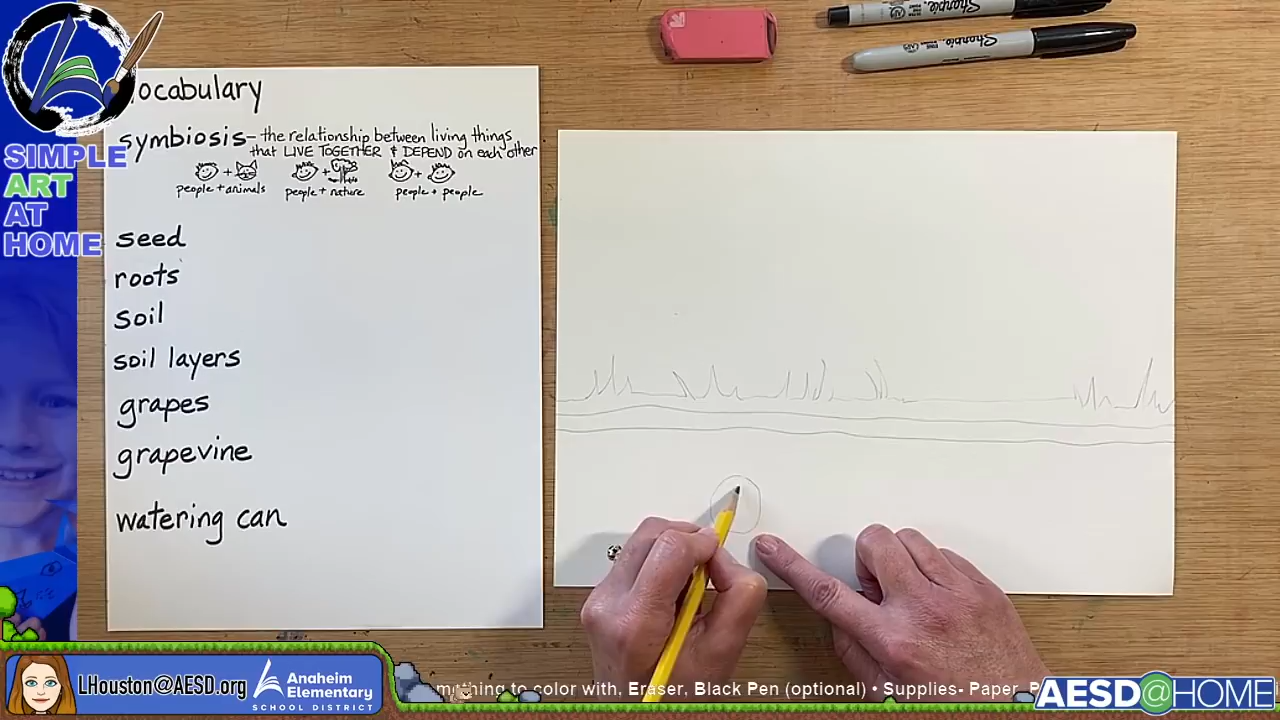 SIMPLE
ART
AT
HOME
ocabulary
symbiosis- the relationship between living things
that LIVE TOGETHER & DEPEND on each other
people + animals
people + nature
people + people
seed
roots
soil
soil layers
grapes
grapevine
watering can
Sharpie
Sharpie
LHouston@AESD.org
Anaheim
Elementary
SCHOOL DISTRICT
to color with, Eraser, Black Pen (optional) • Supplies- Paper,
AESD@HOME